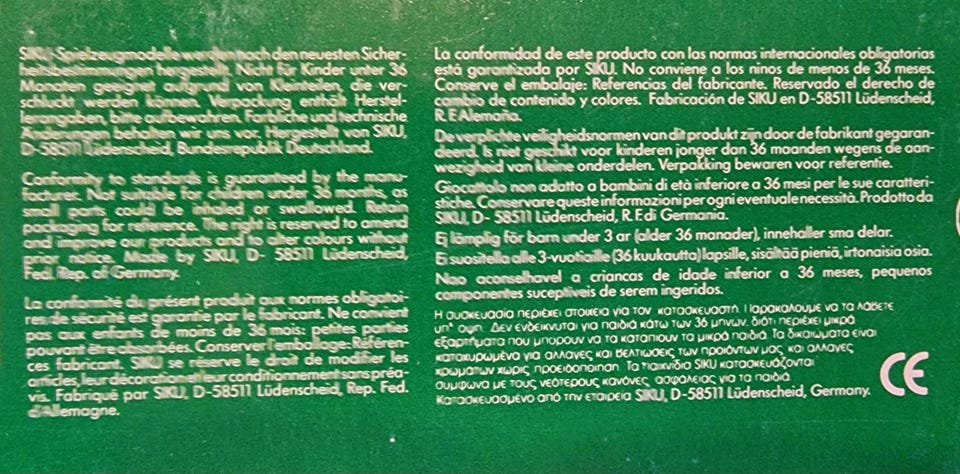 SIKU-Spielzeugmodelle werden nach den neuesten Sicher-
heitsbestimmungen hergestellt. Nicht für Kinder unter 36
Monaten geeignet aufgrund von Kleinteilen, die ver-
schluckt werden können. Verpackung enthält Herstel-
lerangaben, bitte aufbewahren. Farbliche und technische
Änderungen behalten wir uns vor. Hergestellt von SIKU,
D-58511 Lüdenscheid, Bundesrepublik Deutschland.
Conformity to standards is guaranteed by the manu-
facturer. Not suitable for children under 36 months, as
small parts could be inhaled or swallowed. Retain
packaging for reference. The right is reserved to amend
and improve our products and to alter colours without
prior notice. Made by SIKU, D- 58511 Lüdenscheid,
Fed. Rep. of Germany.
La conformité du présent produit aux normes obligatoi-
res de sécurité est garantie par le fabricant. Ne convient
pas aux enfants de moins de 36 mois: petites parties
pouvant être absorbées. Conserver l'emballage: Référen-
ces fabricant. SIKU se réserve le droit de modifier les
articles, leur décoration et leur conditionnement sans préa-
vis. Fabriqué par SIKU, D-58511 Lüdenscheid, Rep. Fed.
d'Allemagne.
La conformidad de este producto con las normas internacionales obligatorias
está garantizada por SIKU. No conviene a los ninos de menos de 36 meses.
Conserve el embalaje: Referencias del fabricante. Reservado el derecho de
cambio de contenido y colores. Fabricación de SIKU en D-58511 Lüdenscheid,
R.F. Alemaña.
De verplichte veiligheidsnormen van dit produkt zijn door de fabrikant gegaran-
deerd. Is niet geschikt voor kinderen jonger dan 36 maanden wegens de aan-
wezigheid van kleine onderdelen. Verpakking bewaren voor referentie.
Giocattolo non adatto a bambini di età inferiore a 36 mesi per le sue caratteri-
stiche. Conservare queste informazioni per ogni eventuale necessità. Prodotto da
SIKU, D- 58511 Lüdenscheid, R.F. di Germania.
Ej lämplig för barn under 3 ar (alder 36 manader), innehaller sma delar.
Ei suositella alle 3-vuotiaille (36 kuukautta) lapsille, sisältää pieniä, irtonaisia osia.
Nao aconselhavel a criancas de idade inferior a 36 meses, pequenos
componentes suceptiveis de serem ingeridos.
Η συσκευασία περιέχει στοιχεία για τον κατασκευαστή. Παρακαλούμε να τα λάβετε
υπ' όψη. Δεν ενδείκνυται για παιδιά κάτω των 36 μηνών, διότι περιέχει μικρά
εξαρτήματα που μπορούν να τα καταπιούν τα μικρά παιδιά. Τα δικαιώματα είναι
κατοχυρωμένα για αλλαγές και βελτιώσεις των προϊόντων μας και αλλαγές
χρωμάτων χωρίς προειδοποίηση. Τα παιχνίδια SIKU κατασκευάζονται
σύμφωνα με τους νεότερους κανόνες ασφαλείας για τα παιδιά.
Κατασκευασμένο από την εταιρεία SIKU, D-58511 Lüdenscheid, Germany.
CE